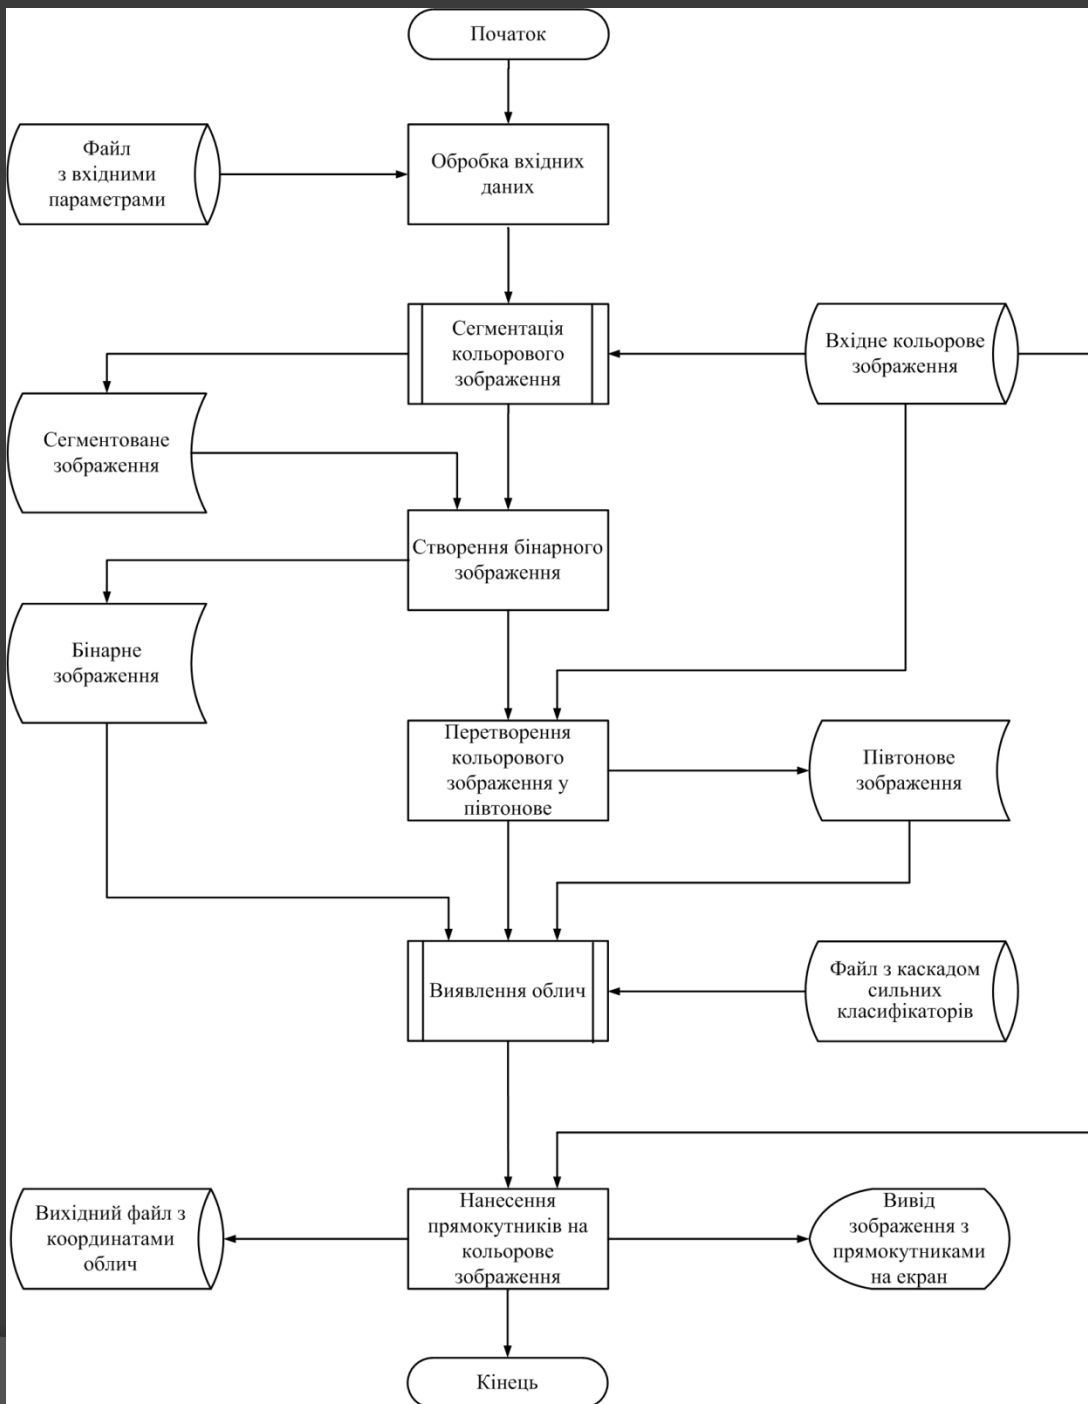 Початок
Файл
з вхідними
параметрами
Обробка вхідних
даних
Сегментація
кольорового
зображення
Вхідне кольорове
зображення
Сегментоване
зображення
Створення бінарного
зображення
Бінарне
зображення
Перетворення
кольорового
зображення у
півтонове
Півтонове
зображення
Виявлення облич
Файл з каскадом
сильних
класифікаторів
Вихідний файл з
координатами
облич
Нанесення
прямокутників на
кольорове
зображення
Вивід
зображення з
прямокутниками
на екран
Кінець